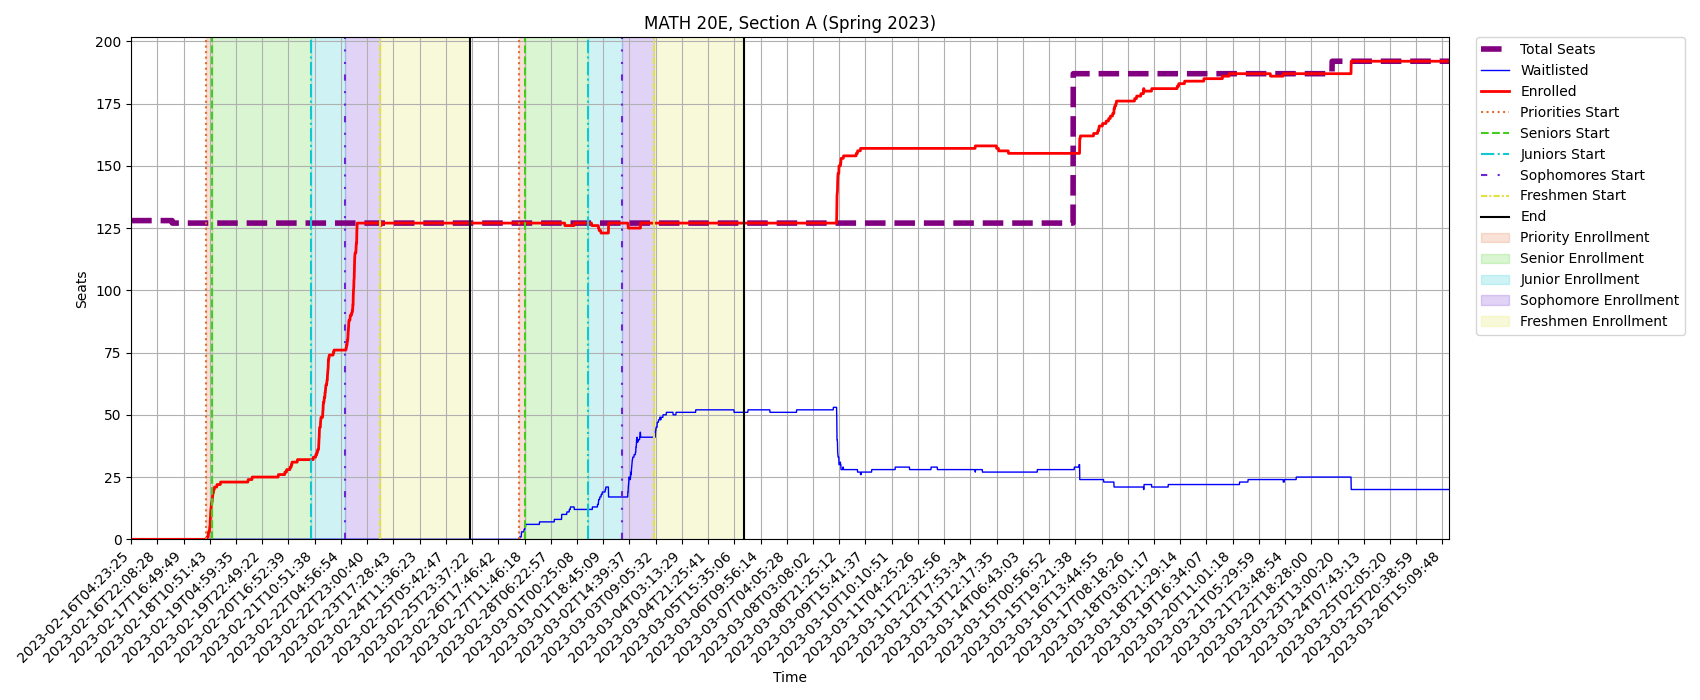 MATH 20E, Section A (Spring 2023)
Seats
200
175
150
125
100
75
50
25
0
2023-02-16T04:23:25
2023-02-16T22:08:28
2023-02-17T16:49:49
2023-02-18T10:51:43
2023-02-19T04:59:35
2023-02-19T22:49:22
2023-02-20T16:52:39
2023-02-21T10:51:38
2023-02-22T04:56:54
2023-02-22T23:00:40
2023-02-23T17:28:43
2023-02-24T11:36:23
2023-02-25T05:42:47
2023-02-25T23:37:22
2023-02-26T17:46:42
2023-02-27T11:46:18
2023-02-28T06:22:57
2023-03-01T00:25:08
2023-03-01T18:45:09
2023-03-02T14:39:37
2023-03-03T09:05:32
2023-03-04T03:13:29
2023-03-04T21:25:41
2023-03-05T15:35:06
2023-03-06T09:56:14
2023-03-07T04:05:28
2023-03-08T03:08:02
2023-03-08T21:25:12
2023-03-09T15:41:37
2023-03-10T10:10:51
2023-03-11T04:25:26
2023-03-11T22:32:56
2023-03-12T17:53:34
2023-03-13T12:17:35
2023-03-14T06:43:03
2023-03-15T00:56:52
2023-03-15T19:21:38
2023-03-16T13:44:55
2023-03-17T08:18:26
2023-03-18T03:01:17
2023-03-18T21:29:14
2023-03-19T16:34:07
2023-03-20T11:01:18
2023-03-21T05:29:59
2023-03-21T23:48:54
2023-03-22T18:28:00
2023-03-23T13:00:20
2023-03-24T07:43:13
2023-03-25T02:05:20
2023-03-25T20:38:59
2023-03-26T15:09:48
Time
Total Seats
Waitlisted
Enrolled
Priorities Start
Seniors Start
Juniors Start
Sophomores Start
Freshmen Start
End
Priority Enrollment
Senior Enrollment
Junior Enrollment
Sophomore Enrollment
Freshmen Enrollment